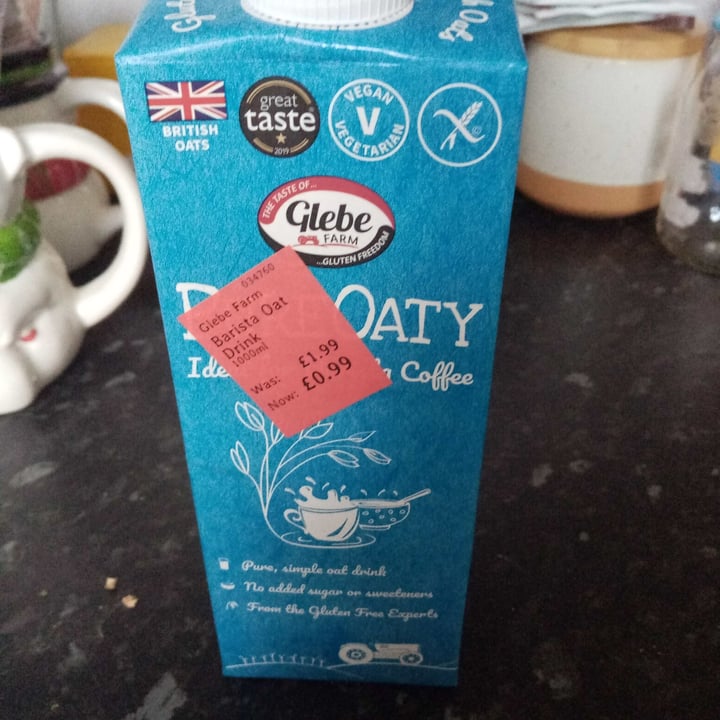 BRITISH
OATS
great
taste
2019
VEGAN
V
VEGETARIAN
THE TASTE OF...
Glebe
FARM
...GLUTEN FREEDOM
OATY
Coffee
034760
Glebe Farm
Barista Oat
Drink
1000ml
Was: £1.99
Now: £0.99
Pure, simple oat drink
No added sugar or sweeteners
From the Gluten Free Experts